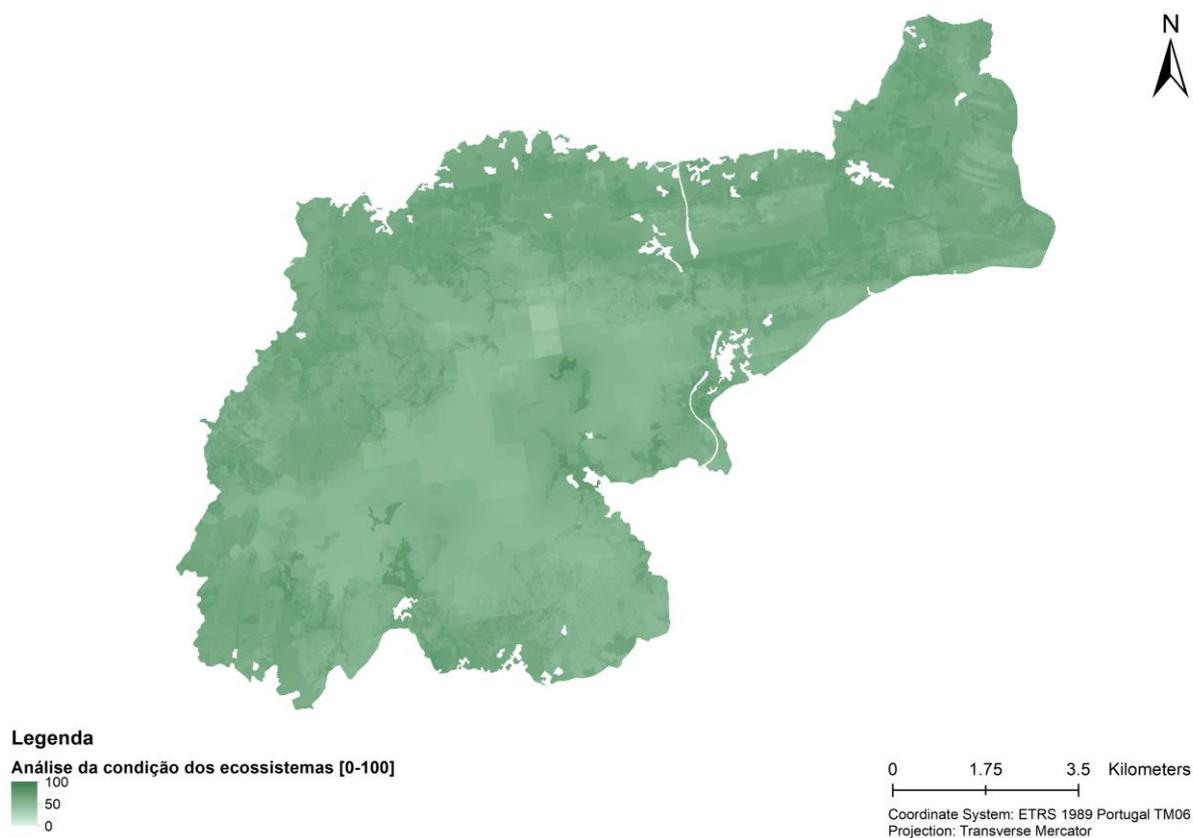 N
Legenda
Análise da condição dos ecossistemas [0-100]
100
50
0
0 1.75 3.5 Kilometers
Coordinate System: ETRS 1989 Portugal TM06
Projection: Transverse Mercator